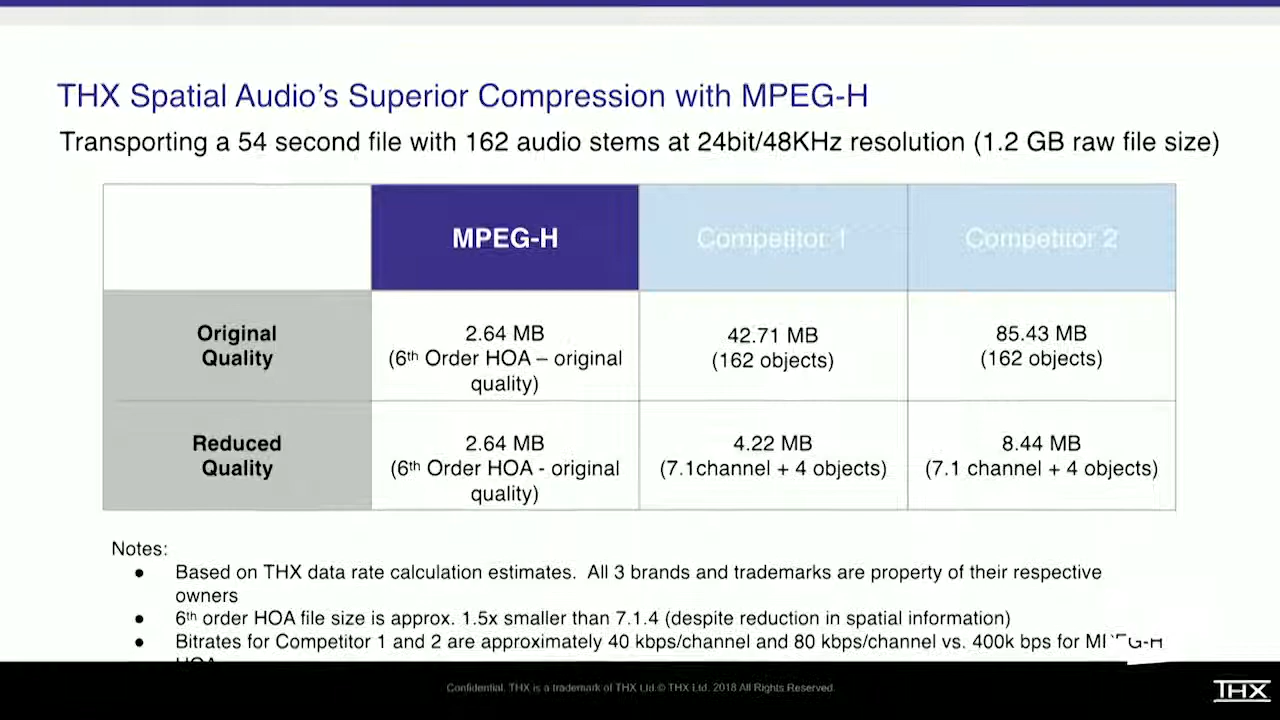 THX Spatial Audio’s Superior Compression with MPEG-H
Transporting a 54 second file with 162 audio stems at 24bit/48KHz resolution (1.2 GB raw file size)
MPEG-H
Competitor 1
Competitor 2
Original
Quality
2.64 MB
(6th Order HOA – original
quality)
42.71 MB
(162 objects)
85.43 MB
(162 objects)
Reduced
Quality
2.64 MB
(6th Order HOA - original
quality)
4.22 MB
(7.1channel + 4 objects)
8.44 MB
(7.1 channel + 4 objects)
Notes:
● Based on THX data rate calculation estimates. All 3 brands and trademarks are property of their respective
owners
● 6th order HOA file size is approx. 1.5x smaller than 7.1.4 (despite reduction in spatial information)
● Bitrates for Competitor 1 and 2 are approximately 40 kbps/channel and 80 kbps/channel vs. 400k bps for
Confidential. THX is a trademark of THX Ltd.© THX Ltd. 2018 All Rights Reserved.
THX